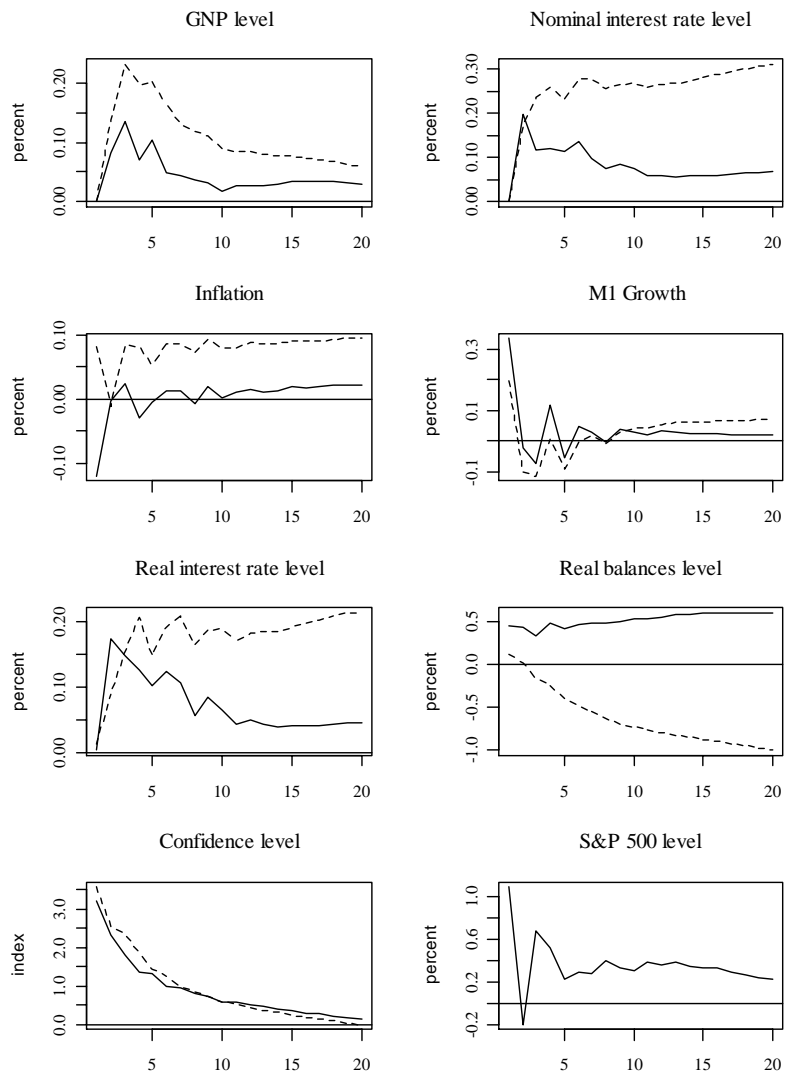 GNP level
percent
0.00 0.10 0.20
5 10 15 20
Nominal interest rate level
percent
0.00 0.10 0.20 0.30
5 10 15 20
Inflation
percent
-0.10 0.00 0.10
5 10 15 20
M1 Growth
percent
-0.1 0.1 0.3
5 10 15 20
Real interest rate level
percent
0.00 0.10 0.20
5 10 15 20
Real balances level
percent
-1.0 -0.5 0.0 0.5
5 10 15 20
Confidence level
index
0.0 1.0 2.0 3.0
5 10 15 20
S&P 500 level
percent
-0.2 0.2 0.6 1.0
5 10 15 20